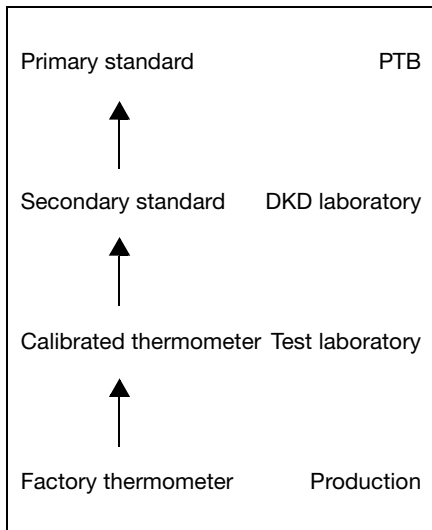 Primary standard PTB
Secondary standard DKD laboratory
Calibrated thermometer Test laboratory
Factory thermometer Production